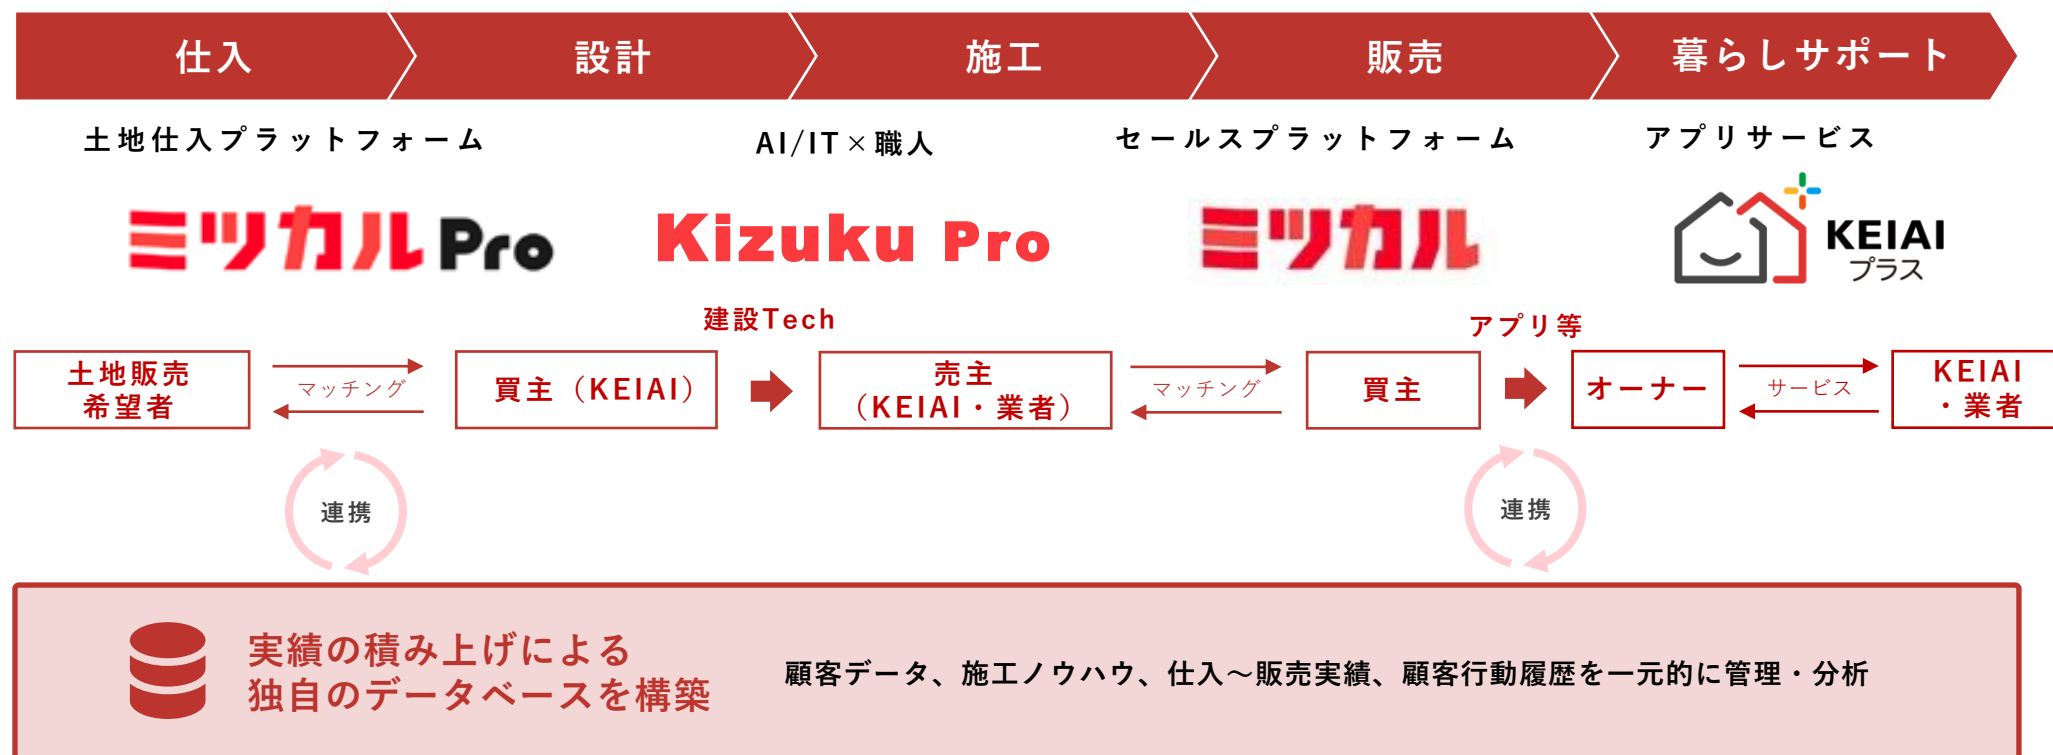 仕入
設計
施工
販売
暮らしサポート
土地仕入プラットフォーム
AI/IT×職人
セールスプラットフォーム
アプリサービス
ミツカル Pro
Kizuku Pro
ミツカル
KEIAI
プラス
建設Tech
アプリ等
土地販売
希望者
マッチング
買主（KEIAI）
売主
（KEIAI・業者）
マッチング
買主
オーナー
サービス
KEIAI
・業者
連携
連携
実績の積み上げによる
独自のデータベースを構築
顧客データ、施工ノウハウ、仕入～販売実績、顧客行動履歴を一元的に管理・分析